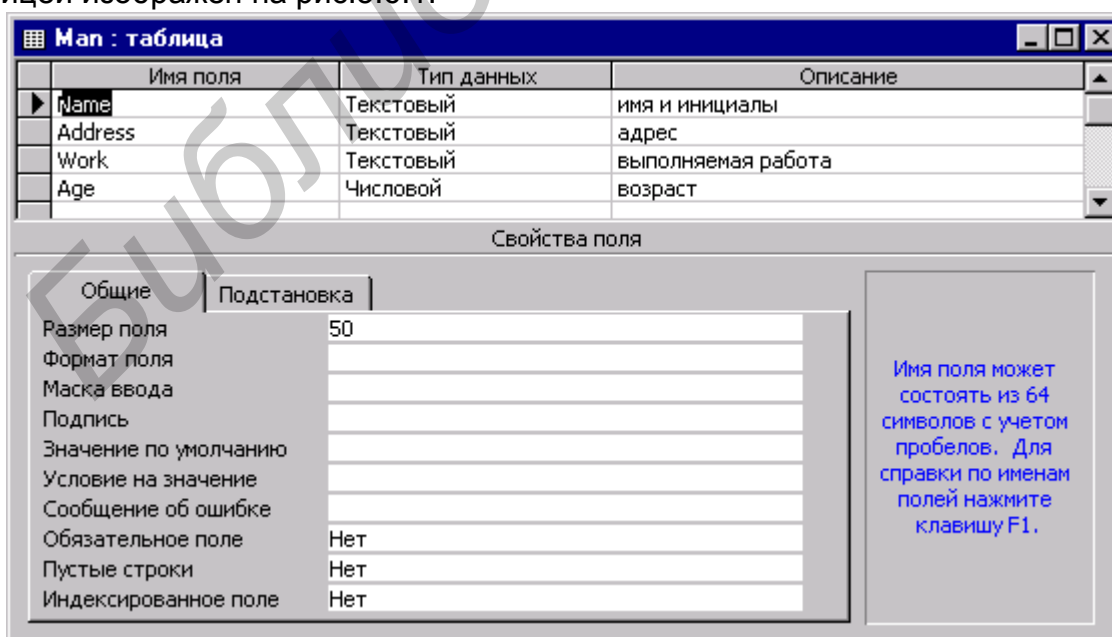 изображен на
Man : таблица
Имя поля Тип данных Описание
Name Текстовый имя и инициалы
Address Текстовый адрес
Work Текстовый выполняемая работа
Age Числовой возраст
Свойства поля
Общие Подстановка
Размер поля 50
Формат поля
Маска ввода
Подпись
Значение по умолчанию
Условие на значение
Сообщение об ошибке
Обязательное поле Нет
Пустые строки Нет
Индексированное поле Нет
Имя поля может
состоять из 64
символов с учетом
пробелов. Для
справки по именам
полей нажмите
клавишу F1.